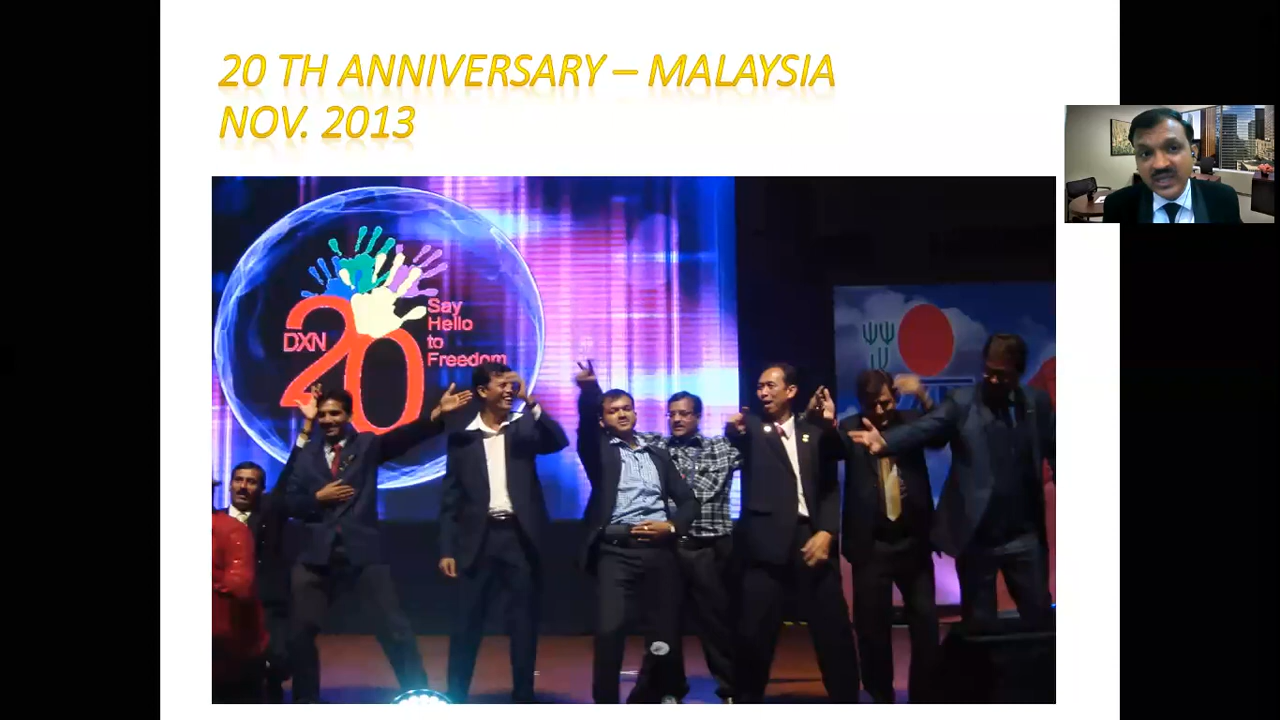 20 TH ANNIVERSARY – MALAYSIA
NOV. 2013
DXN
20
Say
Hello
to
Freedom